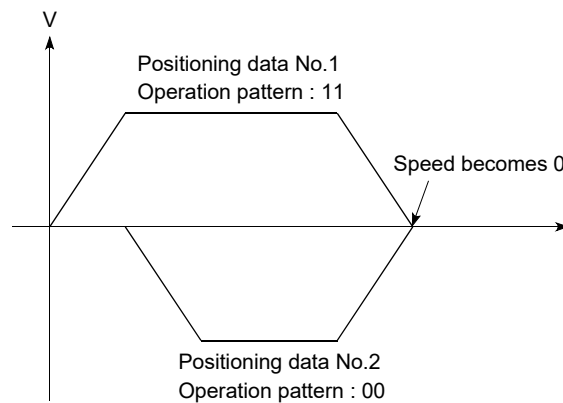 V
Positioning data No.1
Operation pattern : 11
Speed becomes 0
Positioning data No.2
Operation pattern : 00